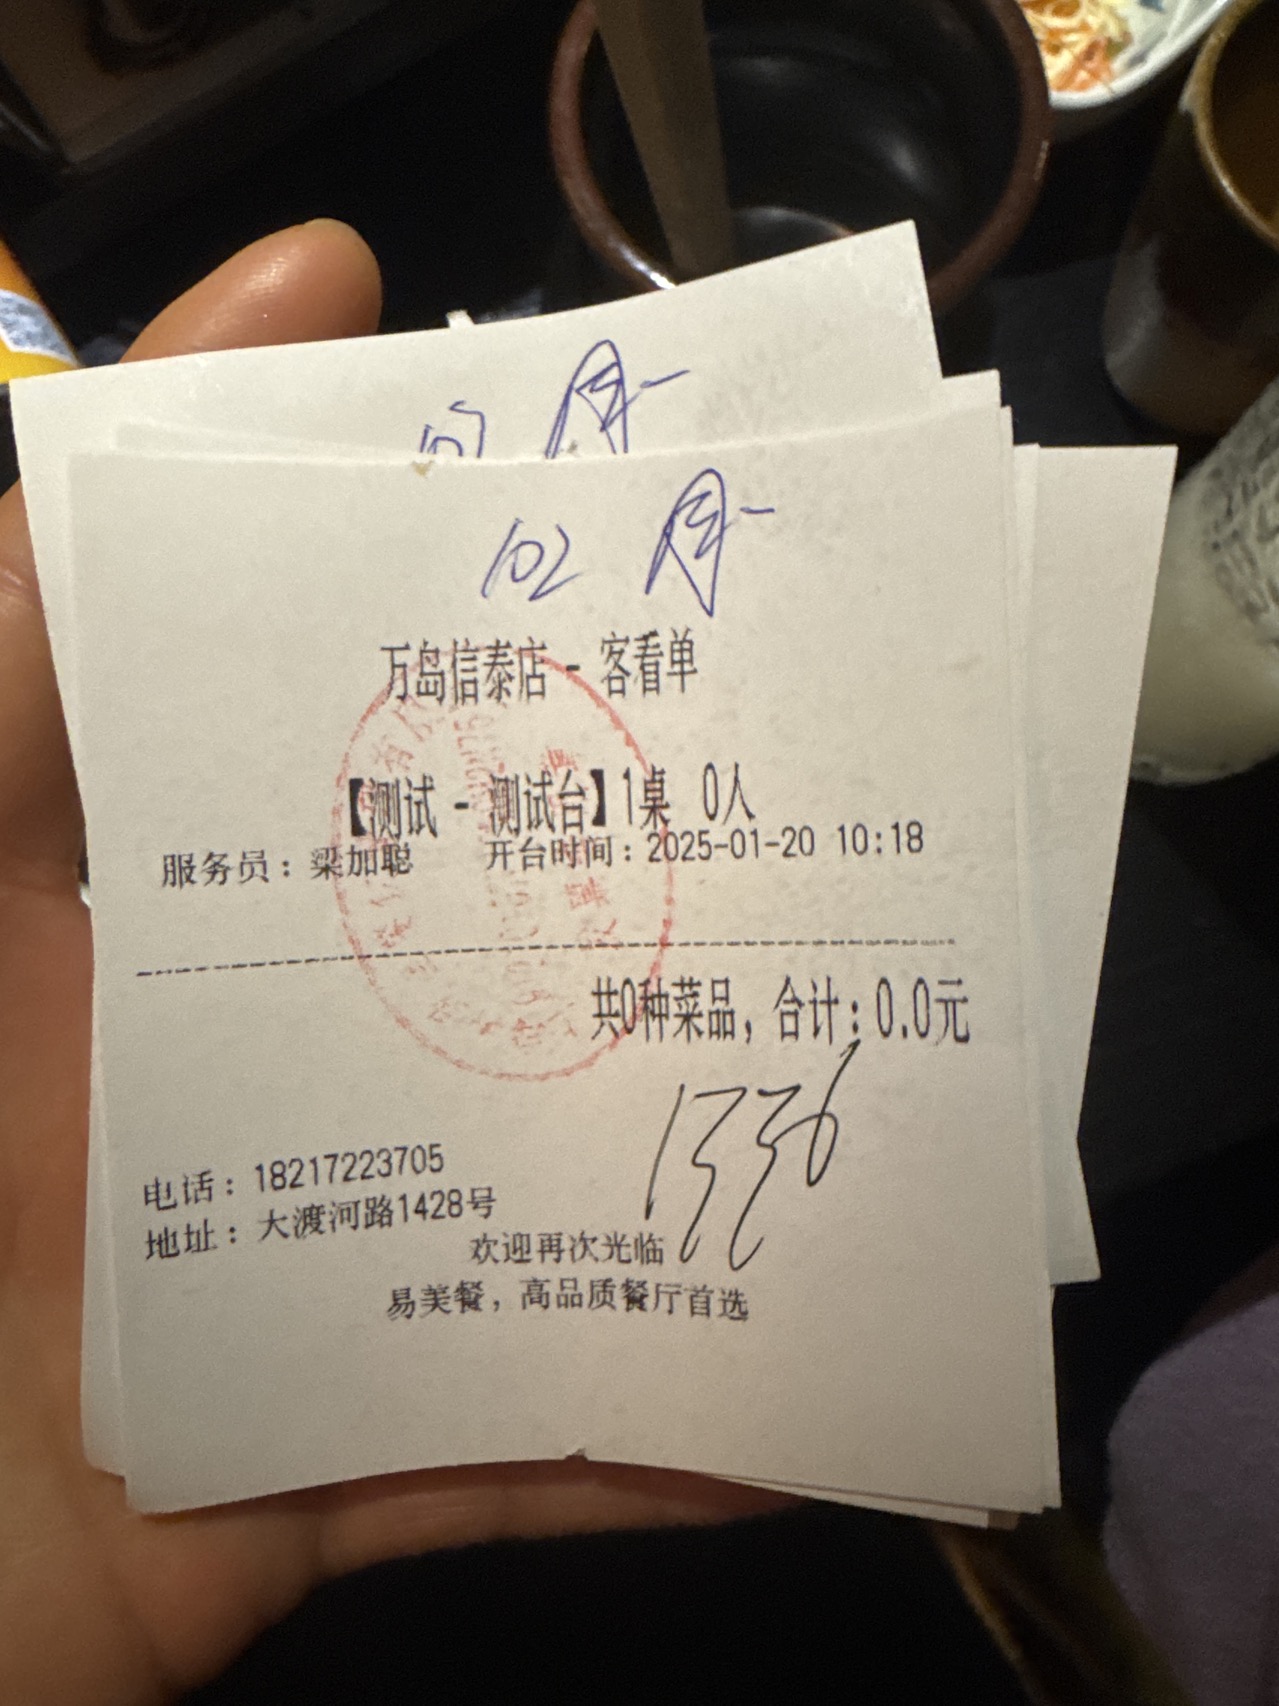 102
万岛信泰店 - 客看单
【测试 - 测试台】1桌 0人
服务员：梁加聪 开台时间：2025-01-20 10:18
共0种菜品，合计：0.0元
1336
电话：18217223705
地址：大渡河路1428号
欢迎再次光临
易美餐，高品质餐厅首选